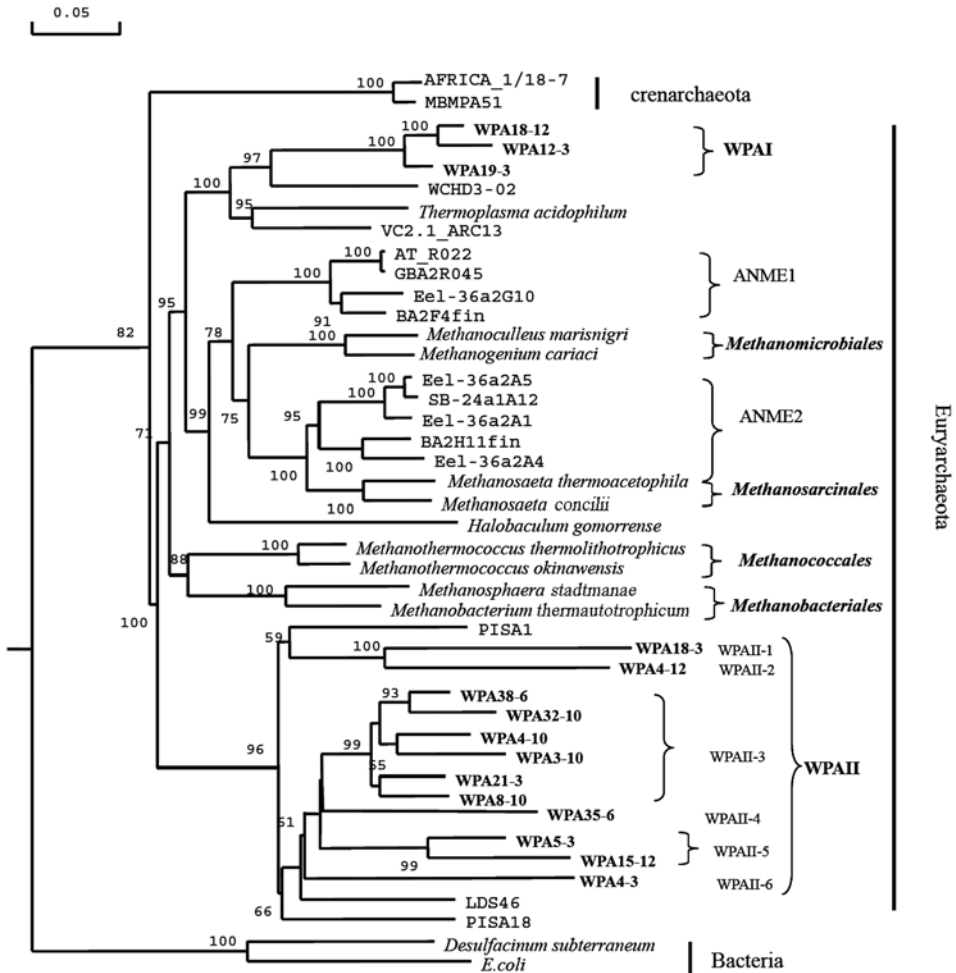 0.05
100
AFRICA_1/18-7
MBMPA51
crenarchaeota
100
WPA18-12
100
WPA12-3
WPAI
97
WPA19-3
100
WCHD3-02
95
Thermoplasma acidophilum
VC2.1_ARC13
100
AT_R022
100
GBA2R045
ANME1
95
Eel-36a2G10
91
BA2F4fin
82
78
100
Methanoculleus marisnigri
Methanogenium cariaci
Methanomicrobiales
100
Eel-36a2A5
100
SB-24a1A12
99
75
95
Eel-36a2A1
ANME2
71
BA2H11fin
100
Eel-36a2A4
100
Methanosaeta thermoacetophila
100
Methanosaeta concilii
Methanosarcinales
Halobaculum gomorrense
Euryarchaeota
100
Methanothermococcus thermolithotrophicus
88
Methanothermococcus okinawensis
Methanococcales
100
Methanosphaera stadtmanae
Methanobacterium thermautotrophicum
Methanobacteriales
100
59
PISA1
100
WPA18-3
WPAII-1
WPA4-12
WPAII-2
93
WPA38-6
WPA32-10
96
99
WPA4-10
WPA3-10
WPAII-3
55
WPA21-3
WPA8-10
WPAII
61
WPA35-6
WPAII-4
WPA5-3
99
WPA15-12
WPAII-5
WPA4-3
WPAII-6
66
LDS46
PISA18
100
Desulfacinum subterraneum
E.coli
Bacteria